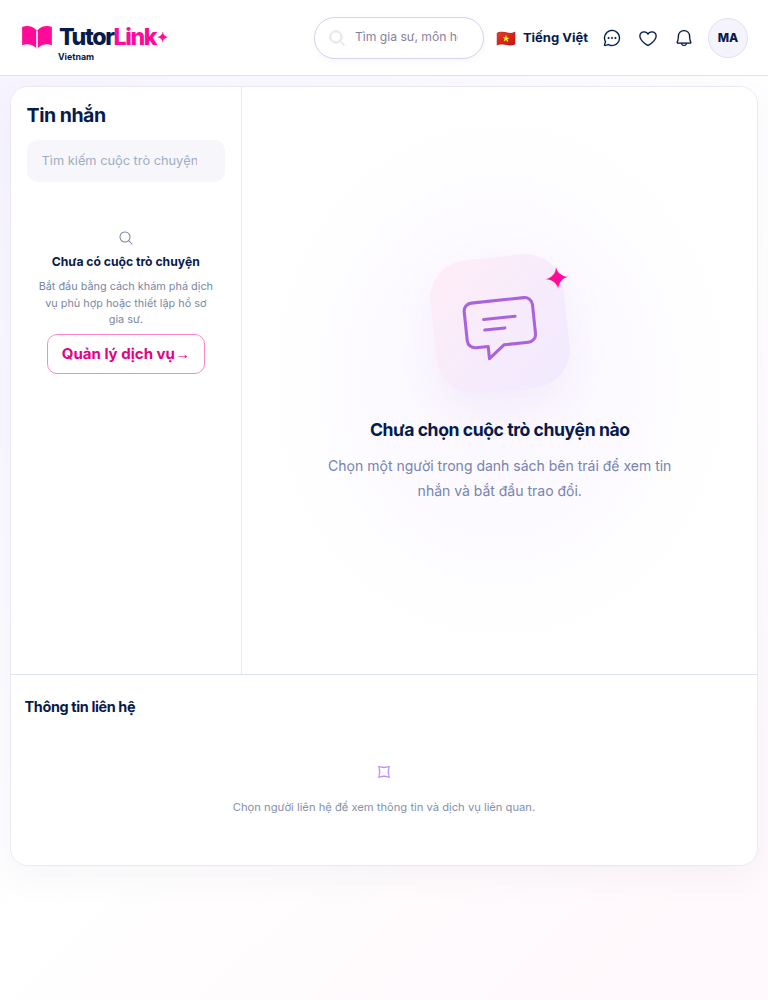 TutorLink
Vietnam
Tìm gia sư, môn h
Tiếng Việt
MA
Tin nhắn
Tìm kiếm cuộc trò chuyện
Chưa có cuộc trò chuyện
Bắt đầu bằng cách khám phá dịch
vụ phù hợp hoặc thiết lập hồ sơ
gia sư.
Quản lý dịch vụ→
Chưa chọn cuộc trò chuyện nào
Chọn một người trong danh sách bên trái để xem tin
nhắn và bắt đầu trao đổi.
Thông tin liên hệ
Chọn người liên hệ để xem thông tin và dịch vụ liên quan.